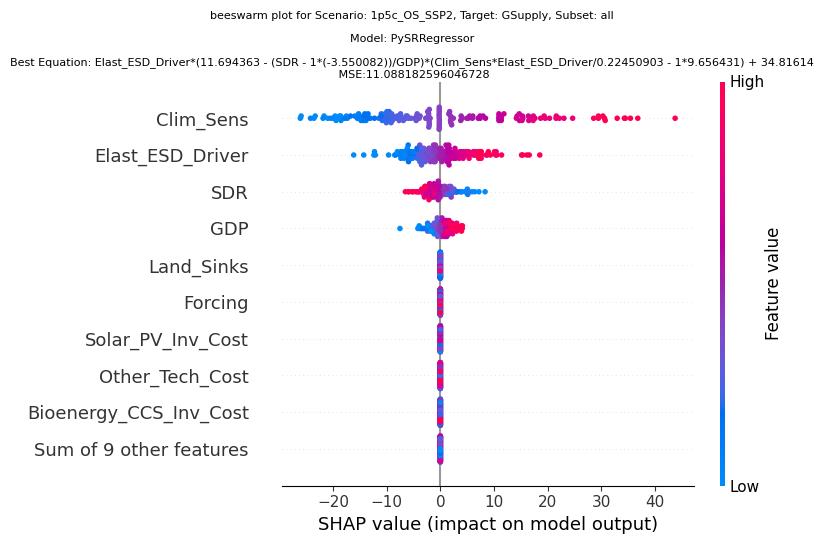 beeswarm plot for Scenario: 1p5c_OS_SSP2, Target: GSupply, Subset: all
Model: PySRRegressor
Best Equation: Elast_ESD_Driver*(11.694363 - (SDR - 1*(-3.550082))/GDP)*(Clim_Sens*Elast_ESD_Driver/0.22450903 - 1*9.656431) + 34.81614
MSE:11.088182596046728
High
Clim_Sens
Elast_ESD_Driver
SDR
GDP
Land_Sinks
Forcing
Solar_PV_Inv_Cost
Other_Tech_Cost
Bioenergy_CCS_Inv_Cost
Sum of 9 other features
Feature value
Low
−20 −10 0 10 20 30 40
SHAP value (impact on model output)